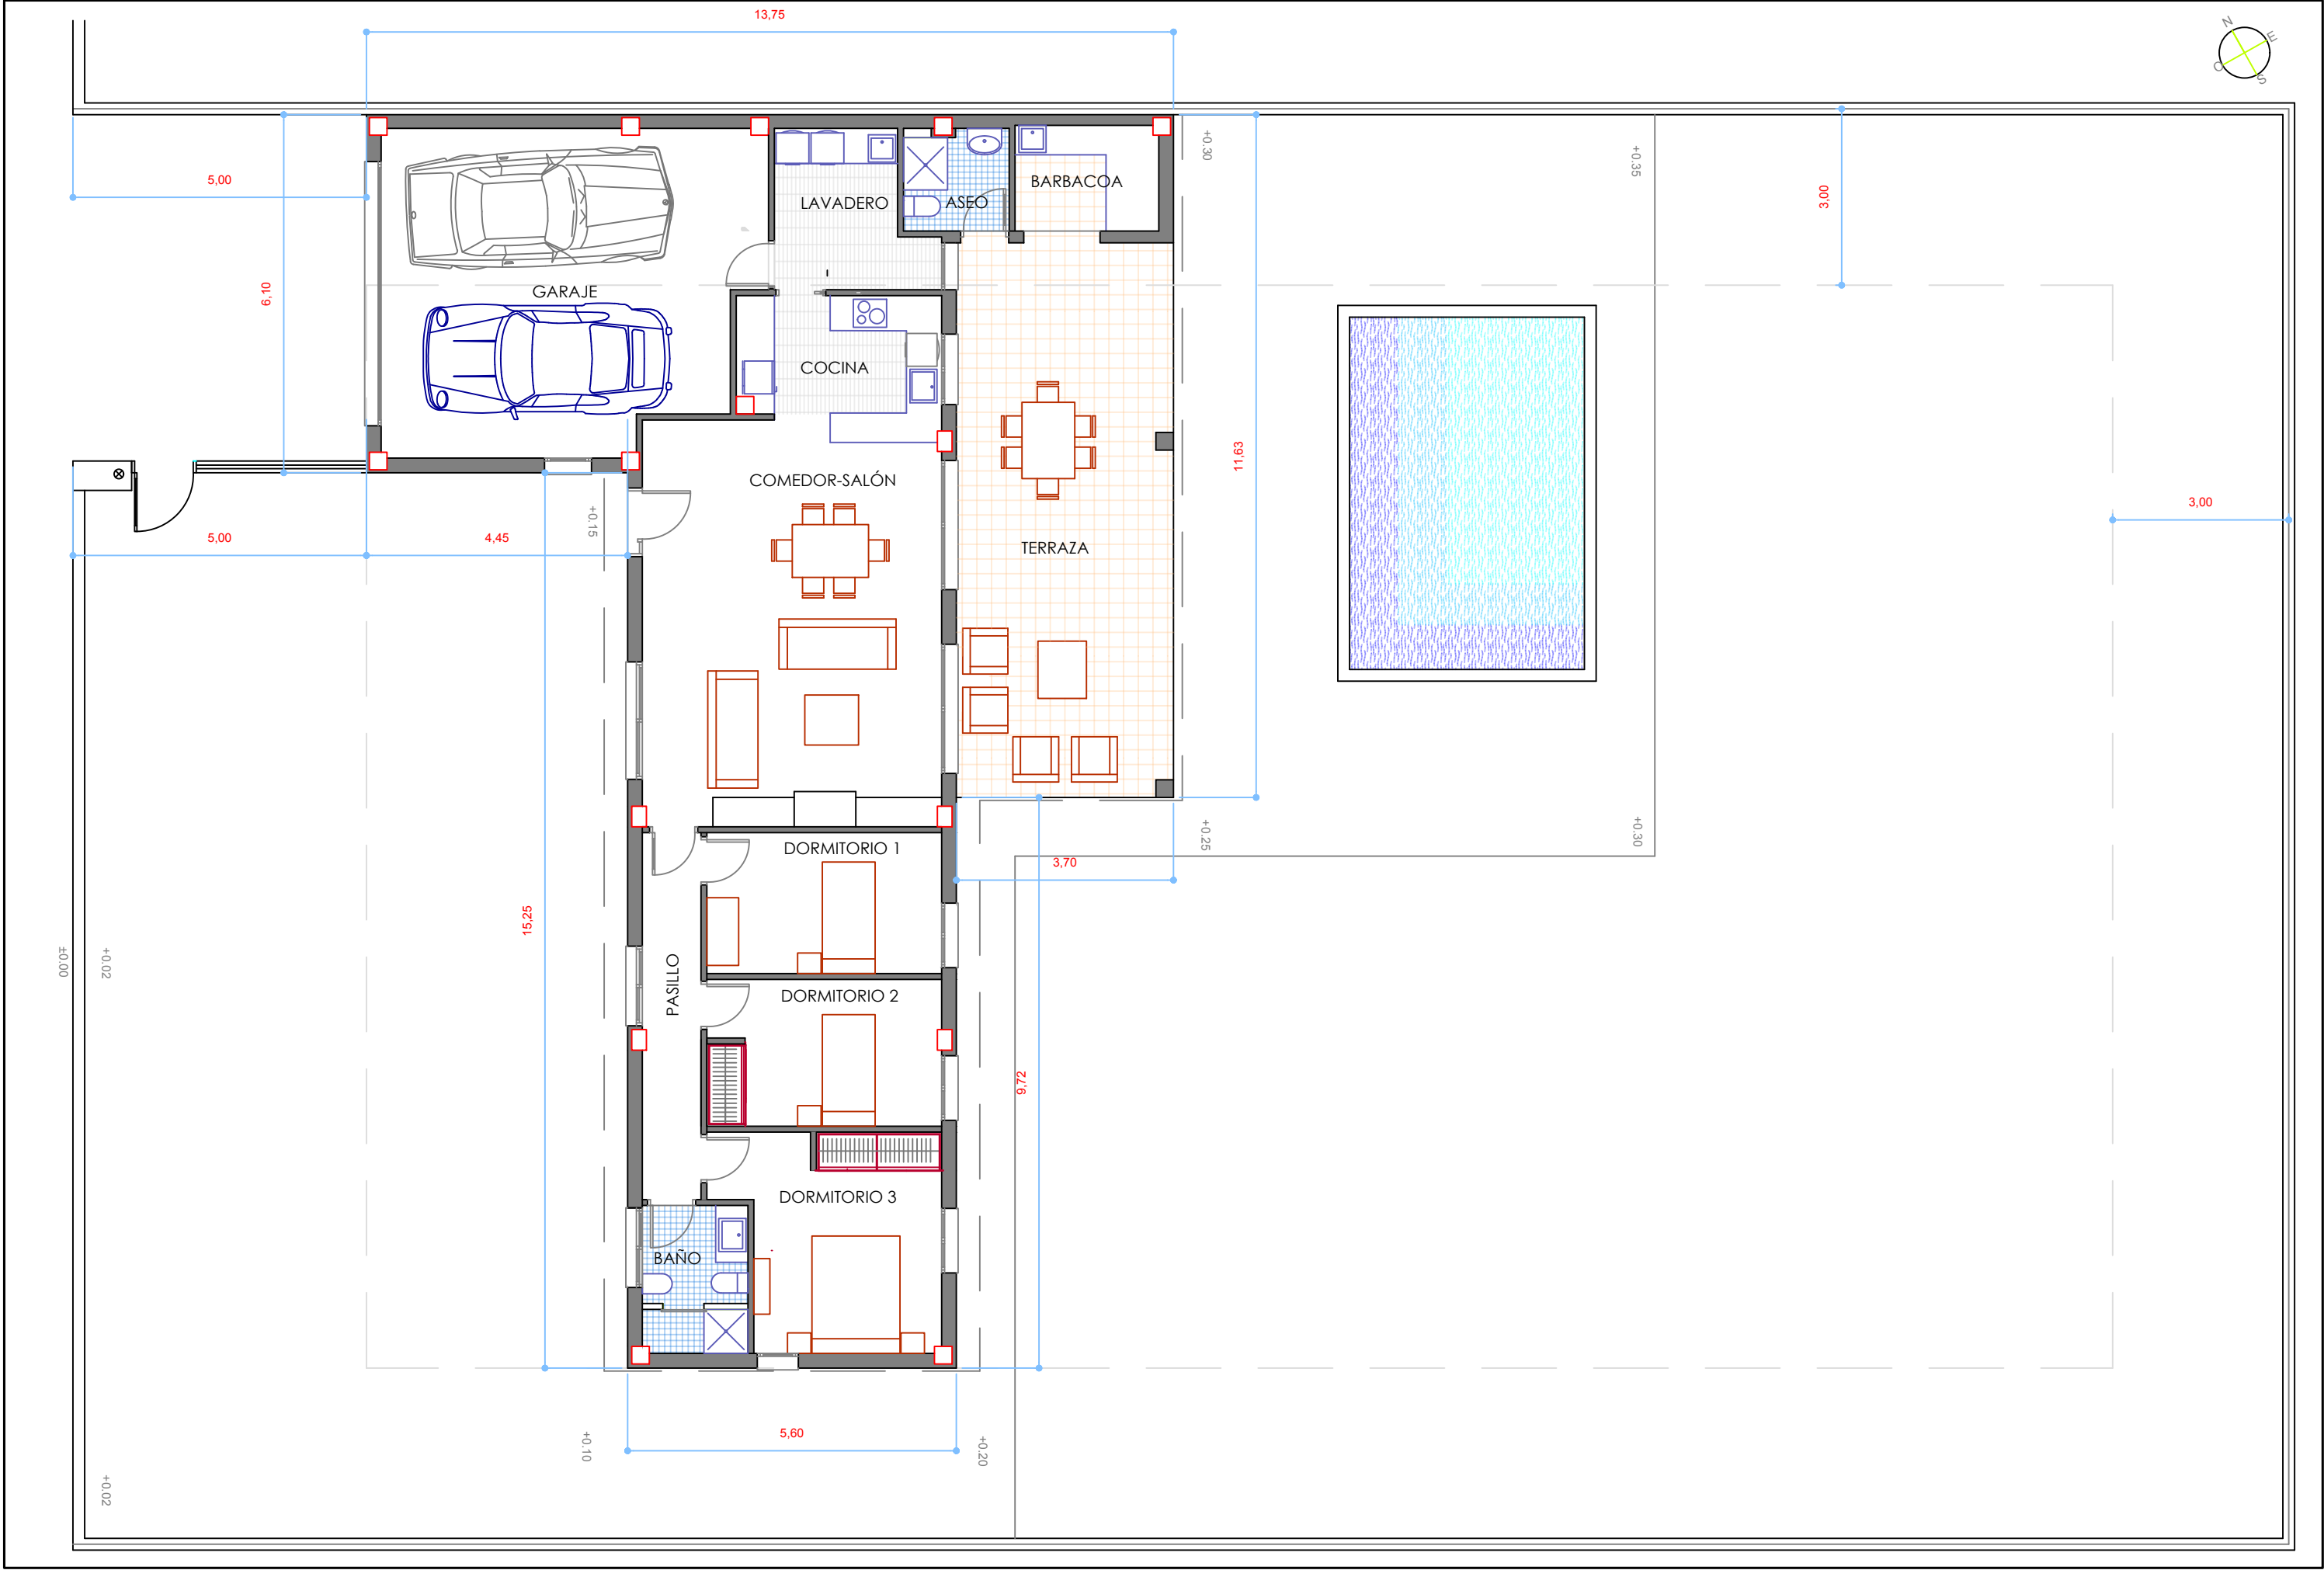 13,75
N
E
O
S
+0.30
+0.35
5,00
3,00
LAVADERO
ASEO
BARBACOA
GARAJE
6,10
COCINA
11,63
COMEDOR-SALÓN
3,00
+0.15
5,00
4,45
TERRAZA
+0.25
+0.30
DORMITORIO 1
3,70
15,25
±0.00
+0.02
PASILLO
DORMITORIO 2
9,72
DORMITORIO 3
BAÑO
5,60
+0.10
+0.20
+0.02